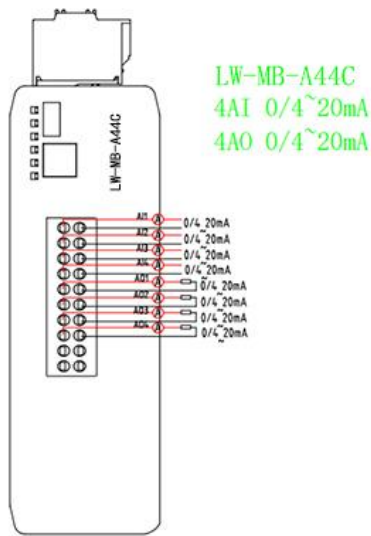 LW-MB-A44C
4AI 0/4~20mA
4AO 0/4~20mA
LW-MB-A44C
AI1 A 0/4~20mA
AI2 A 0/4~20mA
AI3 A 0/4~20mA
AI4 A 0/4~20mA
AO1 A 0/4~20mA
AO2 A 0/4~20mA
AO3 A 0/4~20mA
AO4 A 0/4~20mA